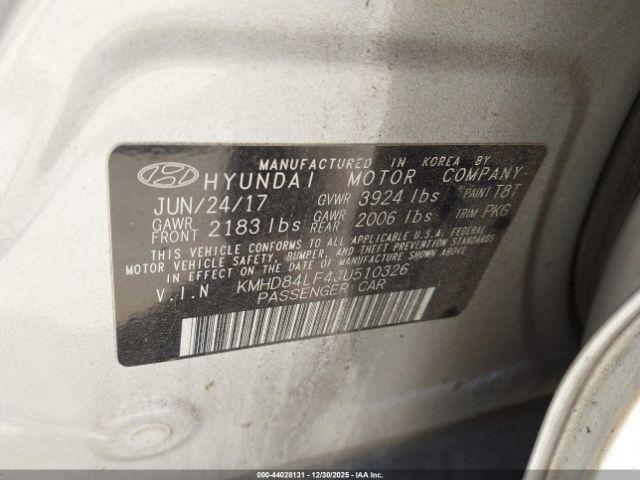 MANUFACTURED IN KOREA BY
HYUNDAI MOTOR COMPANY
JUN/24/17 GVWR 3924 lbs PAINT T8T
GAWR FRONT 2183 lbs GAWR REAR 2006 lbs TRIM PKG
THIS VEHICLE CONFORMS TO ALL APPLICABLE U.S.A. FEDERAL
MOTOR VEHICLE SAFETY, BUMPER, AND THEFT PREVENTION STANDARDS
IN EFFECT ON THE DATE OF MANUFACTURE SHOWN ABOVE.
V.I.N KMHD84LF4JU510326
PASSENGER CAR
000-44028131 - 12/30/2025 - IAA Inc.